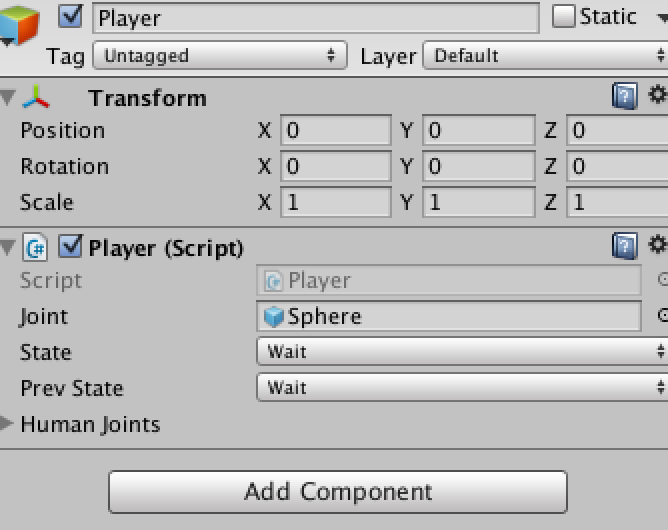 Player Static
Tag Untagged Layer Default
Transform
Position X 0 Y 0 Z 0
Rotation X 0 Y 0 Z 0
Scale X 1 Y 1 Z 1
C# Player (Script)
Script Player
Joint Sphere
State Wait
Prev State Wait
Human Joints
Add Component